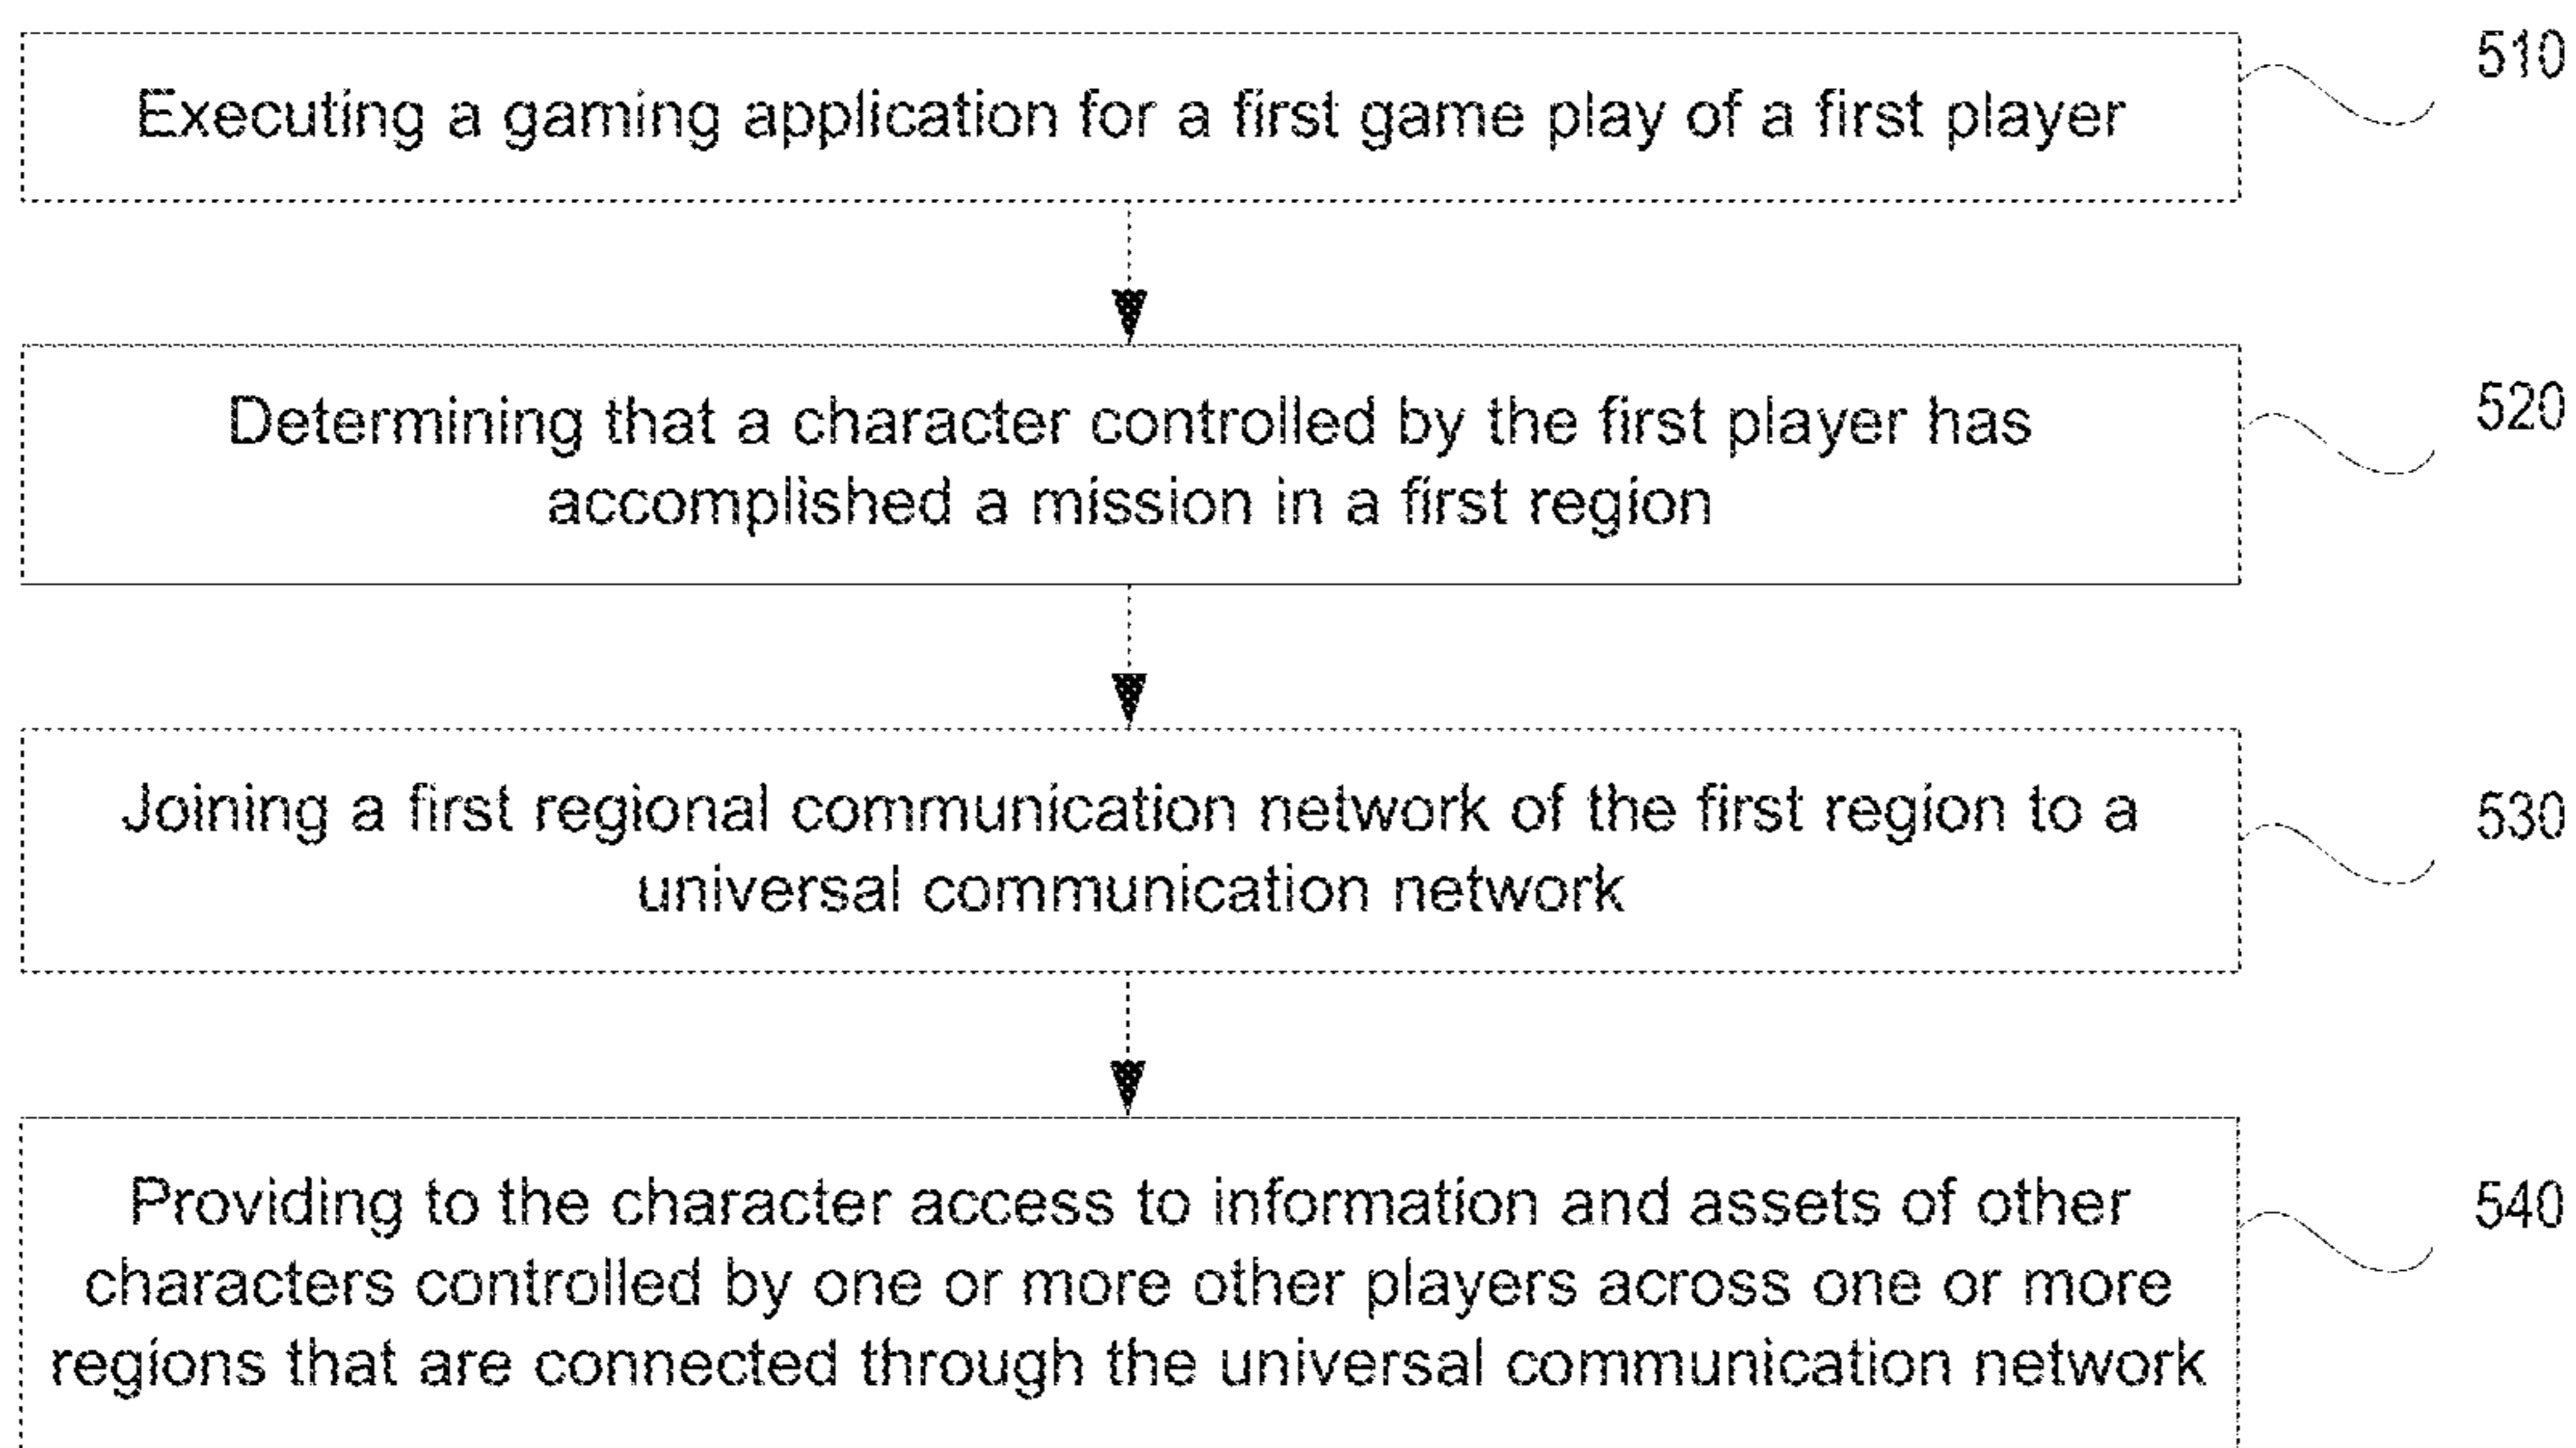 Executing a gaming application for a first game play of a first player
510
Determining that a character controlled by the first player has
accomplished a mission in a first region
520
Joining a first regional communication network of the first region to a
universal communication network
530
Providing to the character access to information and assets of other
characters controlled by one or more other players across one or more
regions that are connected through the universal communication network
540